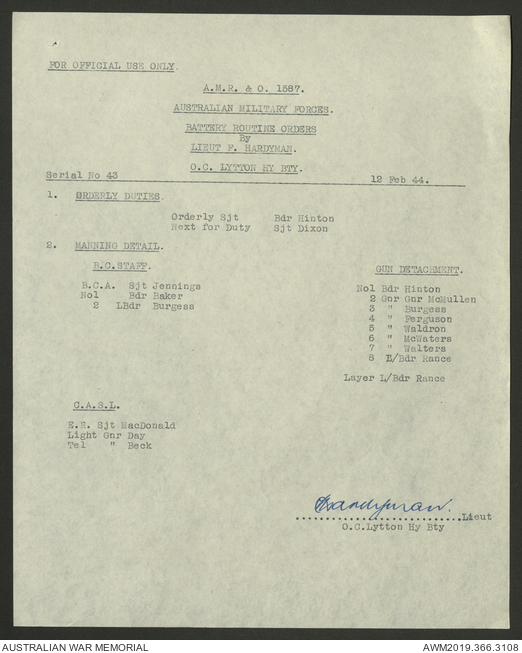 FOR OFFICIAL USE ONLY.
A.M.R. & O. 1587.
AUSTRALIAN MILITARY FORCES.
BATTERY ROUTINE ORDERS
By
LIEUT F. HARDYMAN.
O.C. LYTTON HY BTY.
Serial No 43 12 Feb 44.
1. ORDERLY DUTIES.
Orderly Sjt Bdr Hinton
Next for Duty Sjt Dixon
2. MANNING DETAIL.
B.C.STAFF.
B.C.A. Sjt Jennings
No1 Bdr Baker
2 LBdr Burgess
GUN DETACHMENT.
No1 Bdr Hinton
2 Gnr Gnr McMullen
3 " Burgess
4 " Ferguson
5 " Waldron
6 " McWaters
7 " Walters
8 L/Bdr Rance
Layer L/Bdr Rance
C.A.S.L.
E.R. Sjt MacDonald
Light Gnr Day
Tel " Beck
Hardyman.
..............................Lieut
O.C.Lytton Hy Bty
AUSTRALIAN WAR MEMORIAL AWM2019.366.3108